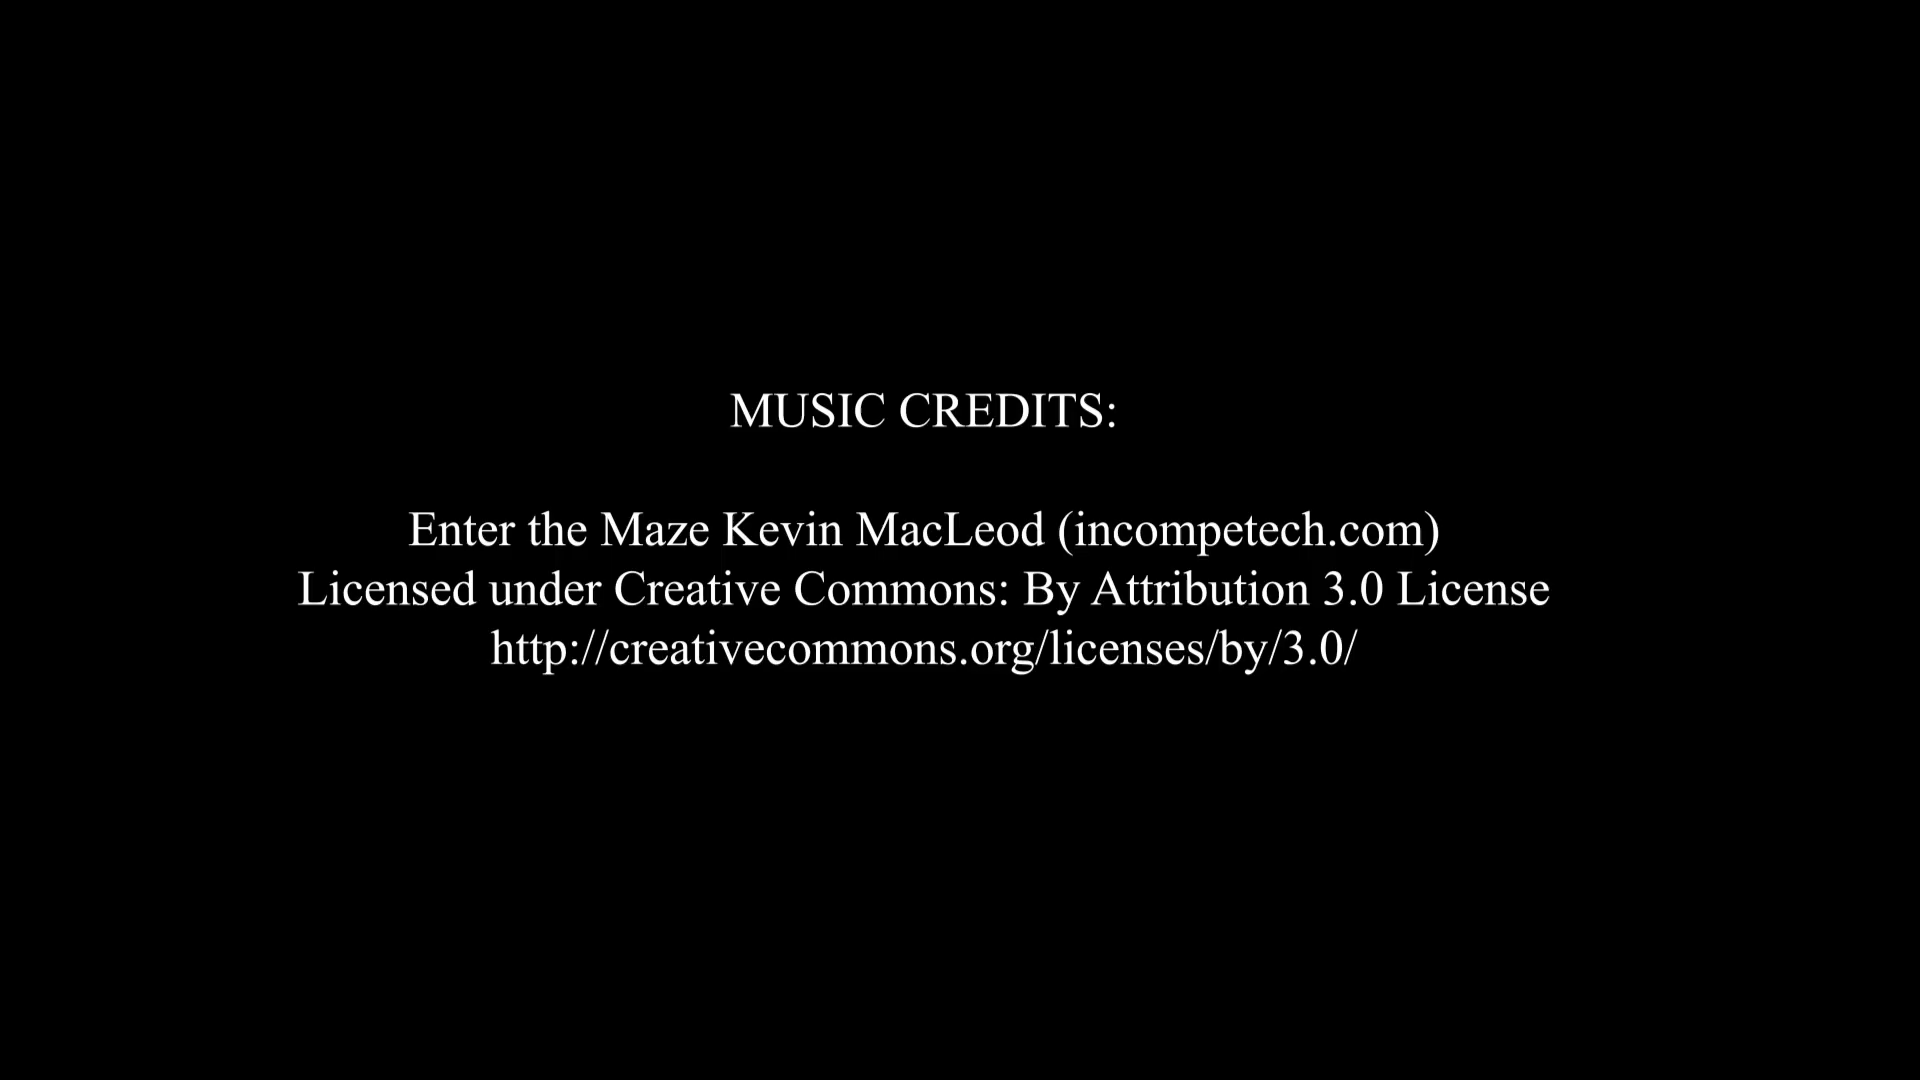 MUSIC CREDITS:
Enter the Maze Kevin MacLeod (incompetech.com)
Licensed under Creative Commons: By Attribution 3.0 License
http://creativecommons.org/licenses/by/3.0/